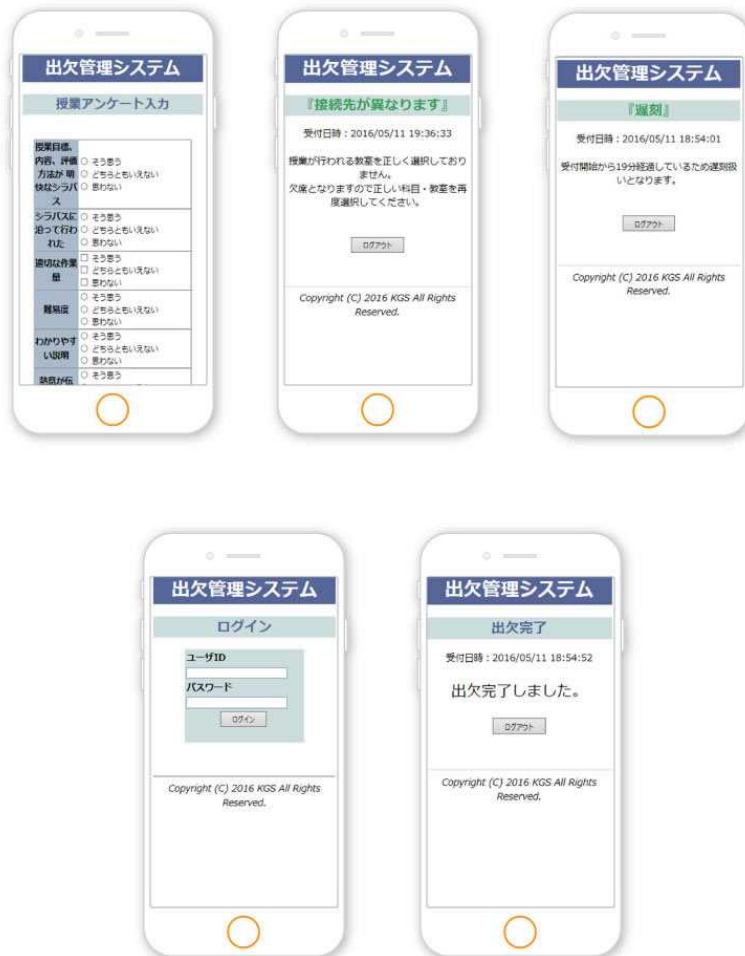 出欠管理システム
授業アンケート入力
授業目標、
内容、評価
方法が 明
快なシラバ
ス
○ そう思う
○ どちらともいえない
○ 思わない
シラバスに
沿って行わ
れた
○ そう思う
○ どちらともいえない
○ 思わない
適切な作業
量
□ そう思う
□ どちらともいえない
□ 思わない
難易度
○ そう思う
○ どちらともいえない
○ 思わない
わかりやす
い説明
○ そう思う
○ どちらともいえない
○ 思わない
熱意が伝
○ そう思う
出欠管理システム
『接続先が異なります』
受付日時：2016/05/11 19:36:33
授業が行われる教室を正しく選択しており
ません。
欠席となりますので正しい科目・教室を再
度選択してください。
ログアウト
Copyright (C) 2016 KGS All Rights
Reserved.
出欠管理システム
『遅刻』
受付日時：2016/05/11 18:54:01
受付開始から19分経過しているため遅刻扱
いとなります。
ログアウト
Copyright (C) 2016 KGS All Rights
Reserved.
出欠管理システム
ログイン
ユーザID
パスワード
ログイン
Copyright (C) 2016 KGS All Rights
Reserved.
出欠完了
出欠管理システム
受付日時：2016/05/11 18:54:52
出欠完了しました。
ログアウト
Copyright (C) 2016 KGS All Rights
Reserved.